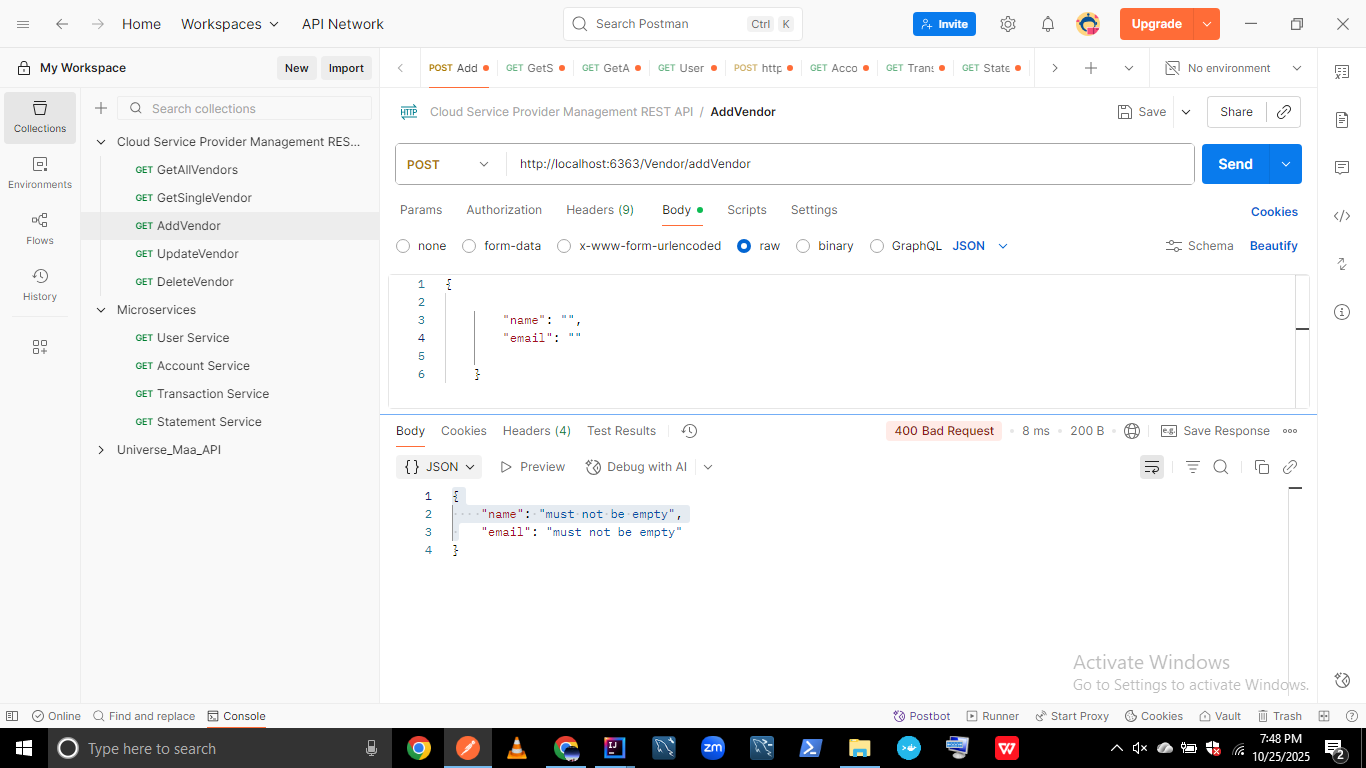 Home
Workspaces
API Network
Search Postman
Ctrl
K
Invite
Upgrade
My Workspace
New
Import
POST Add
GET GetS
GET GetA
GET User
POST http
GET Acco
GET Trans
GET State
No environment
Collections
Environments
Flows
History
Search collections
Cloud Service Provider Management RES...
GET GetAllVendors
GET GetSingleVendor
GET AddVendor
GET UpdateVendor
GET DeleteVendor
Microservices
GET User Service
GET Account Service
GET Transaction Service
GET Statement Service
Universe_Maa_API
HTTP
Cloud Service Provider Management REST API / AddVendor
Save
Share
POST
http://localhost:6363/Vendor/addVendor
Send
Params
Authorization
Headers (9)
Body
Scripts
Settings
Cookies
none
form-data
x-www-form-urlencoded
raw
binary
GraphQL
JSON
Schema
Beautify
1 {
2
3 "name": "",
4 "email": ""
5
6 }
Body
Cookies
Headers (4)
Test Results
400 Bad Request
8 ms
200 B
e.g.
Save Response
{} JSON
Preview
Debug with AI
1 {
2 "name": "must not be empty",
3 "email": "must not be empty"
4 }
Activate Windows
Go to Settings to activate Windows.
Online
Find and replace
Console
Postbot
Runner
Start Proxy
Cookies
Vault
Trash
Type here to search
zm
7:48 PM
10/25/2025
2